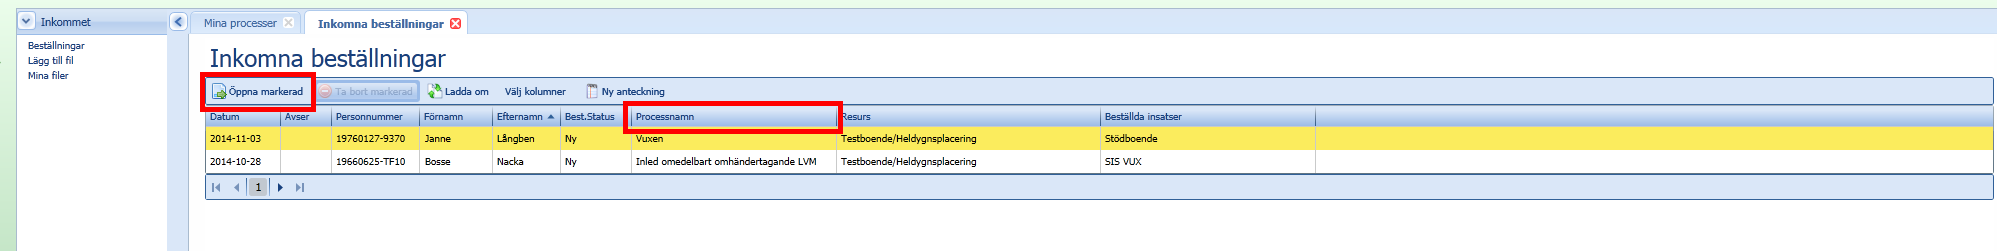 Inkommet
Mina processer
Inkomna beställningar
Beställningar
Lägg till fil
Mina filer
Inkomna beställningar
Öppna markerad Ta bort markerad Ladda om Välj kolumner Ny anteckning
Datum Avser Personnummer Förnamn Efternamn Best.Status Processnamn Resurs Beställda insatser
2014-11-03 19760127-9370 Janne Långben Ny Vuxen Testboende/Heldygnsplacering Stödboende
2014-10-28 19660625-TF10 Bosse Nacka Ny Inled omedelbart omhändertagande LVM Testboende/Heldygnsplacering SIS VUX
1